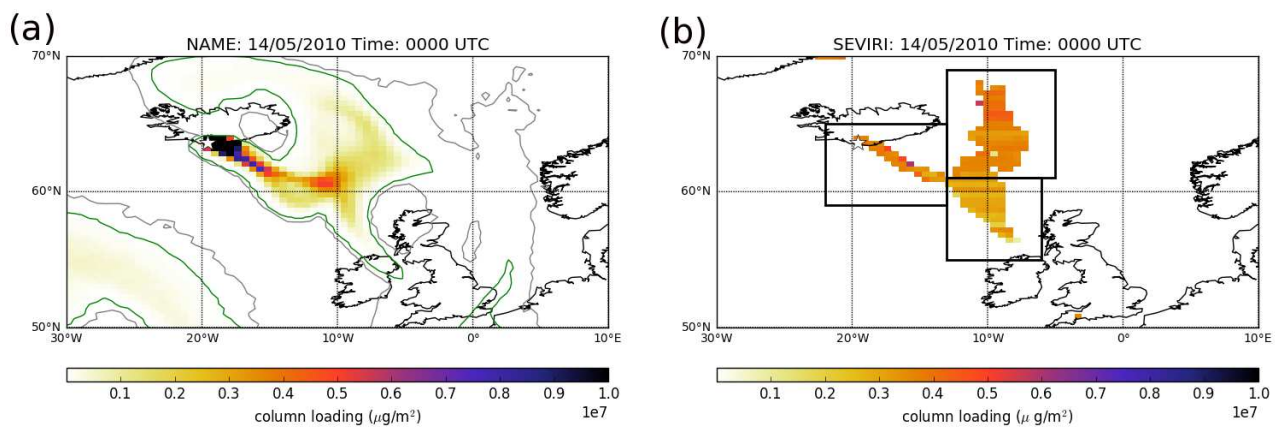 (a)
NAME: 14/05/2010 Time: 0000 UTC
70°N
60°N
50°N
30°W 20°W 10°W 0° 10°E
0.1 0.2 0.3 0.4 0.5 0.6 0.7 0.8 0.9 1.0
1e7
column loading (μg/m²)
(b)
SEVIRI: 14/05/2010 Time: 0000 UTC
70°N
60°N
50°N
30°W 20°W 10°W 0° 10°E
0.1 0.2 0.3 0.4 0.5 0.6 0.7 0.8 0.9 1.0
1e7
column loading (μ g/m²)